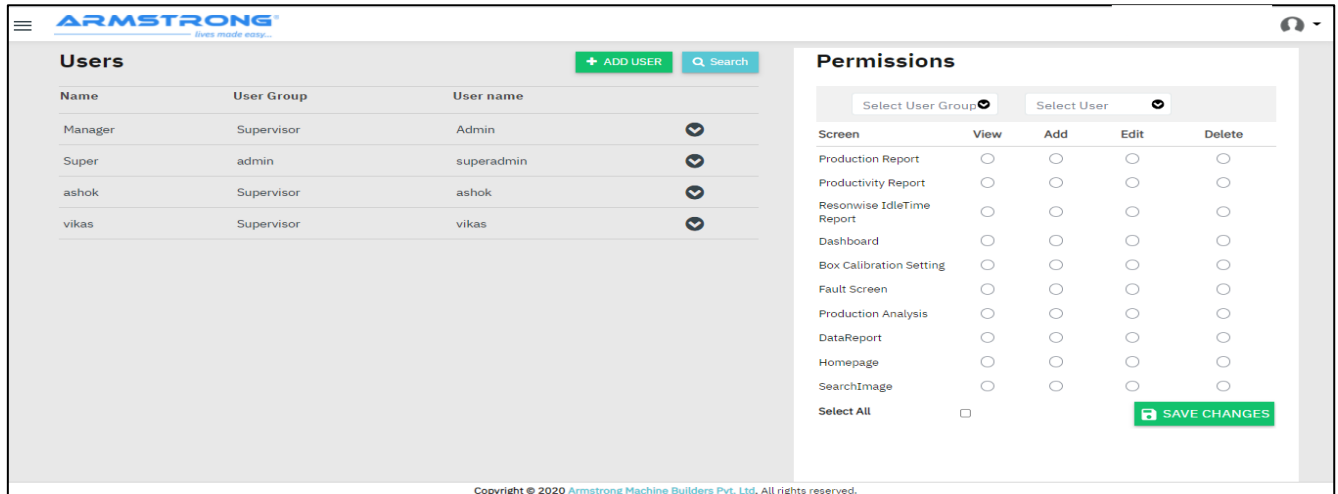 ARMSTRONG
lives made easy...
Users
+ ADD USER
Search
Name User Group User name
Manager Supervisor Admin
Super admin superadmin
ashok Supervisor ashok
vikas Supervisor vikas
Permissions
Select User Group Select User
Screen View Add Edit Delete
Production Report
Productivity Report
Resonwise IdleTime
Report
Dashboard
Box Calibration Setting
Fault Screen
Production Analysis
DataReport
Homepage
SearchImage
Select All
SAVE CHANGES
Copyright © 2020 Armstrong Machine Builders Pvt. Ltd. All rights reserved.